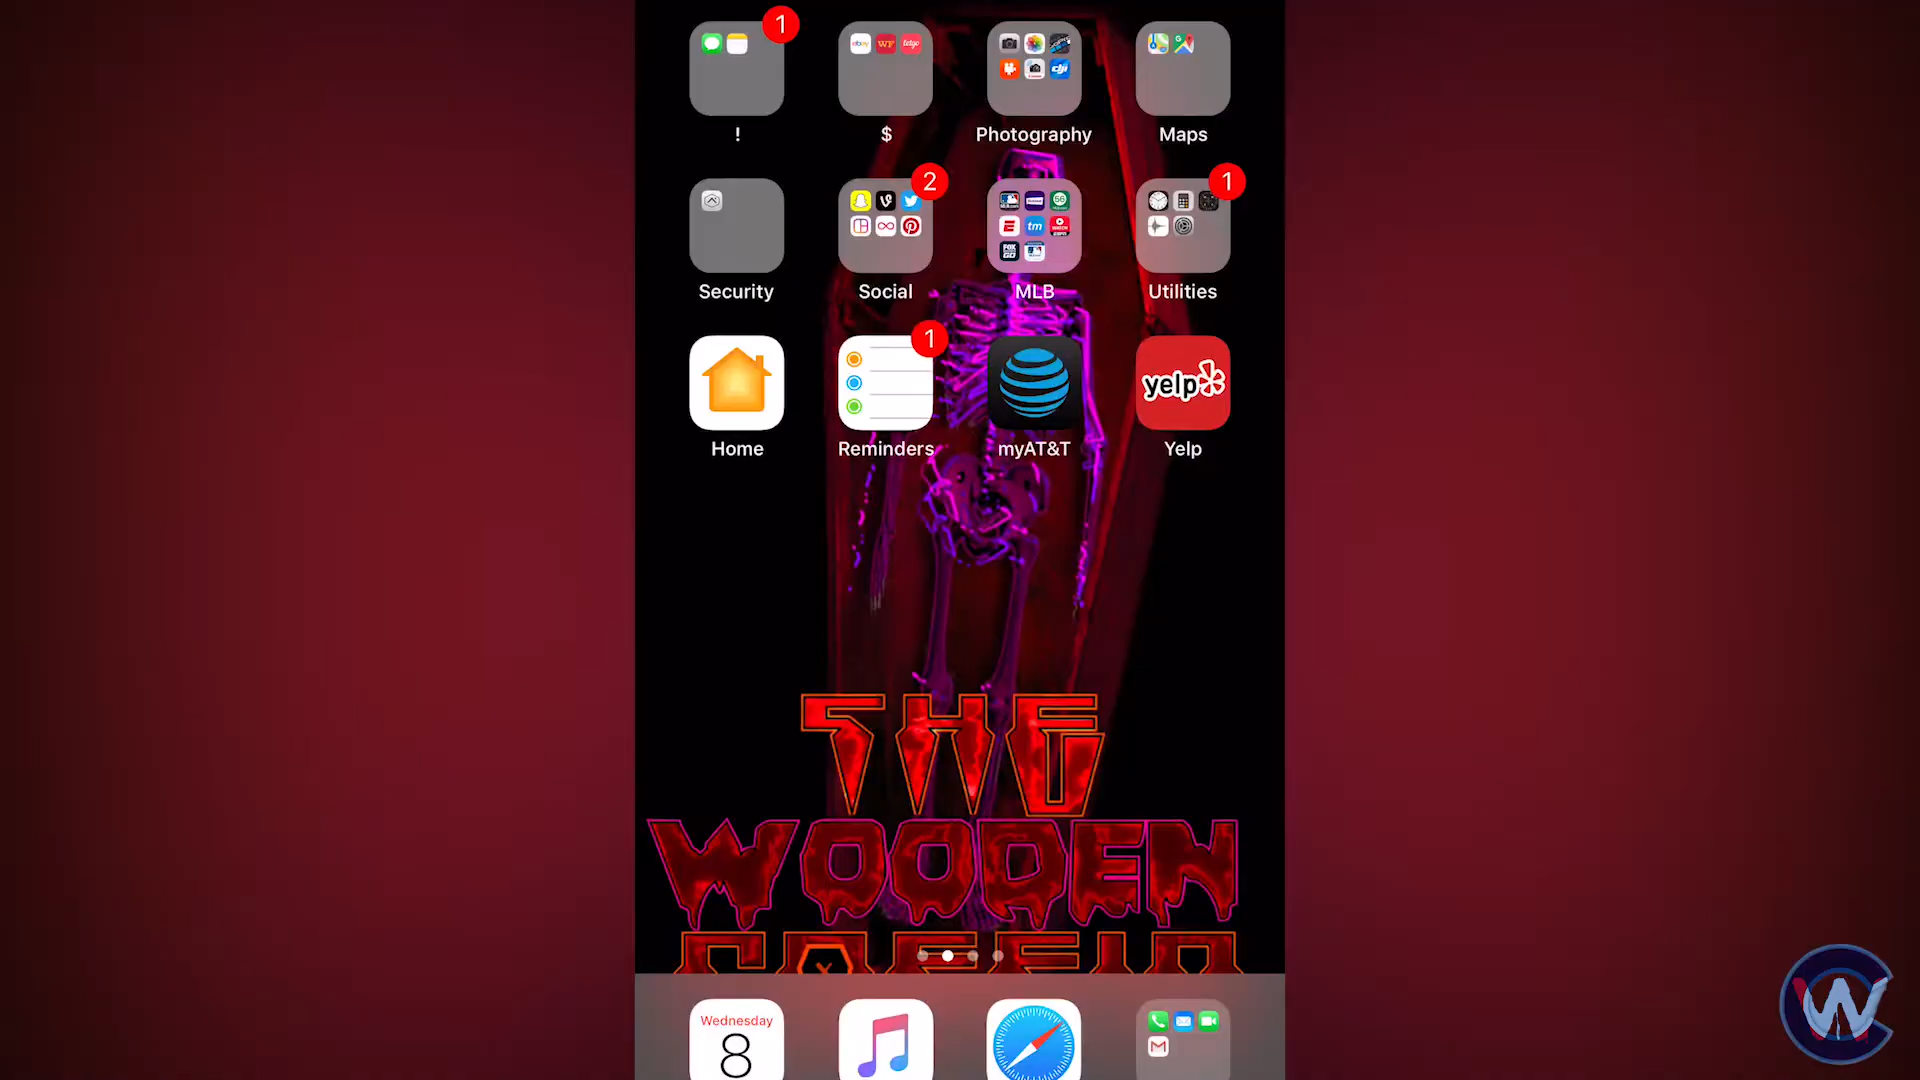 1
! $ Photography Maps
2 1
Security Social MLB Utilities
1
yelp
Home Reminders myAT&T Yelp
THE
WOODEN
COFFIN
Wednesday
8